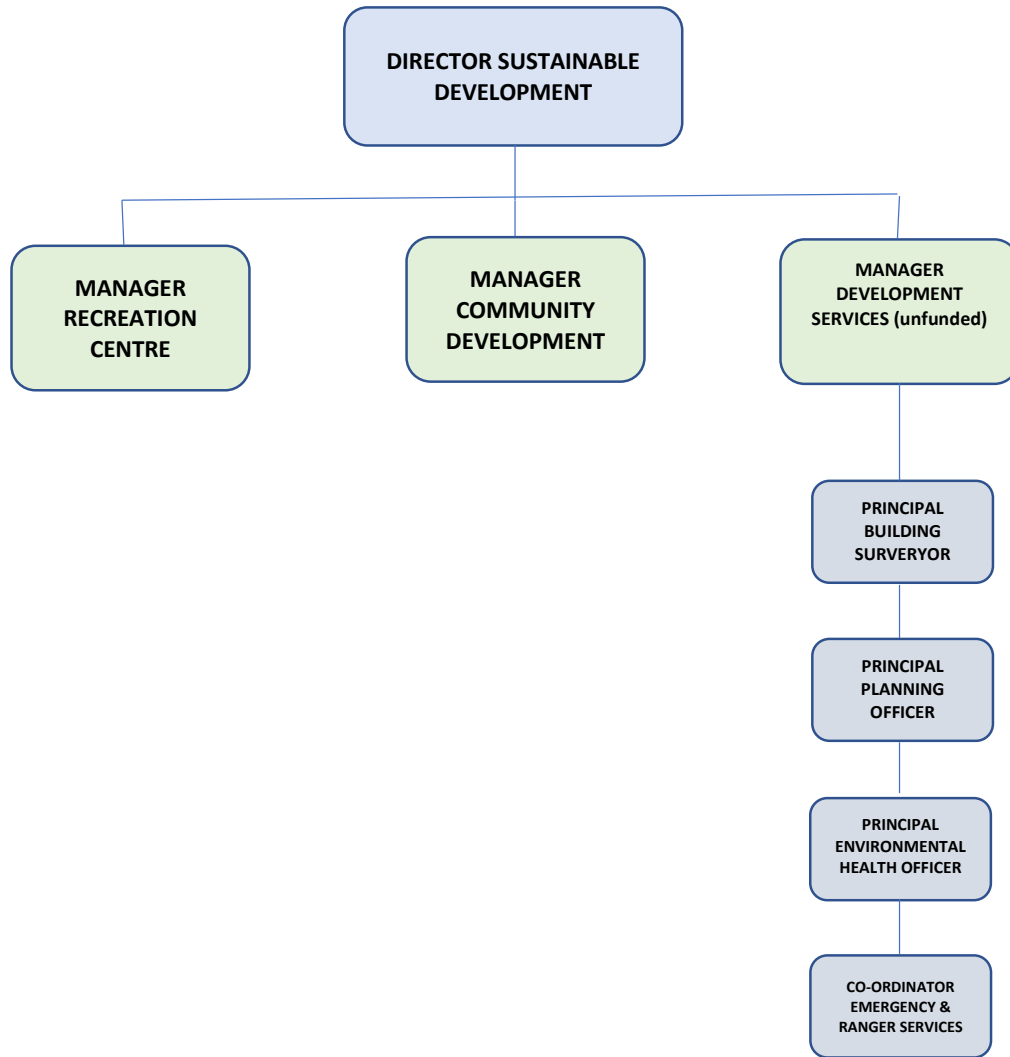 DIRECTOR SUSTAINABLE
DEVELOPMENT
MANAGER
RECREATION
CENTRE
MANAGER
COMMUNITY
DEVELOPMENT
MANAGER
DEVELOPMENT
SERVICES (unfunded)
PRINCIPAL
BUILDING
SURVERYOR
PRINCIPAL
PLANNING
OFFICER
PRINCIPAL
ENVIRONMENTAL
HEALTH OFFICER
CO-ORDINATOR
EMERGENCY &
RANGER SERVICES